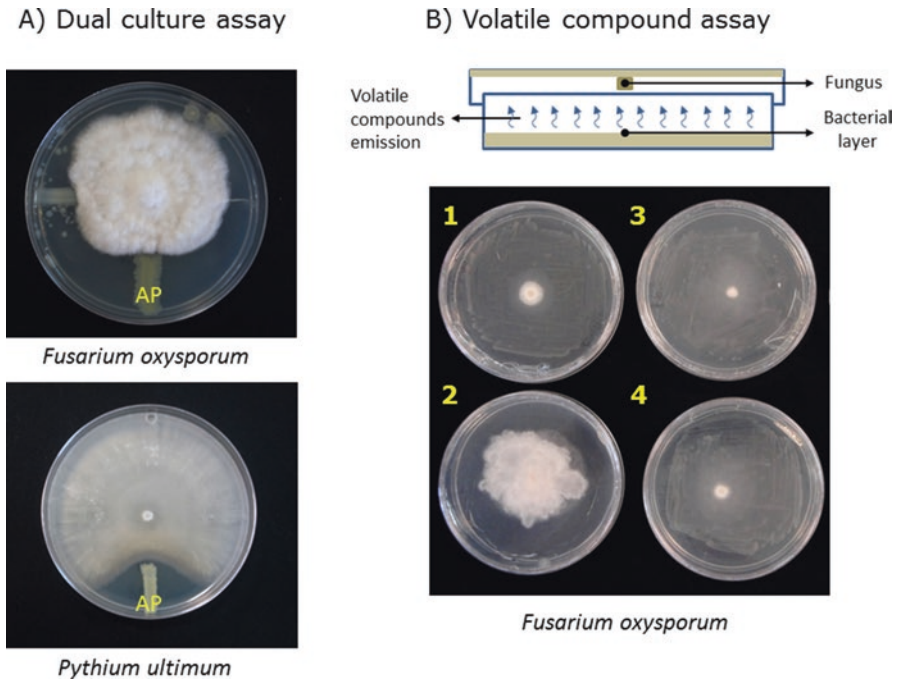 A) Dual culture assay
AP
Fusarium oxysporum
AP
Pythium ultimum
B) Volatile compound assay
Volatile
compounds
emission
Fungus
Bacterial
layer
1
3
2
4
Fusarium oxysporum